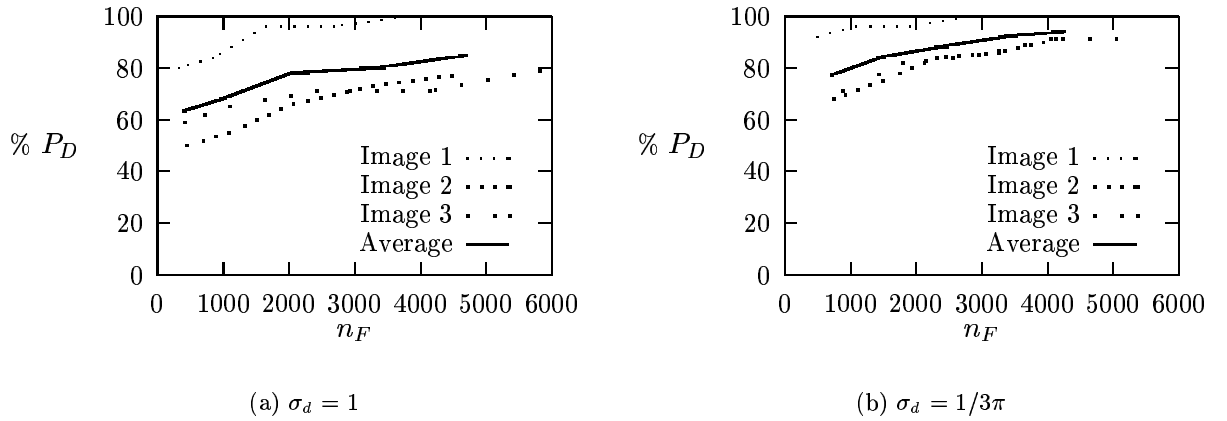 100
80
60
40
20
0
% P_D
Image 1
Image 2
Image 3
Average
0 1000 2000 3000 4000 5000 6000
n_F
(a) σ_d = 1
100
80
60
40
20
0
% P_D
Image 1
Image 2
Image 3
Average
0 1000 2000 3000 4000 5000 6000
n_F
(b) σ_d = 1/3π